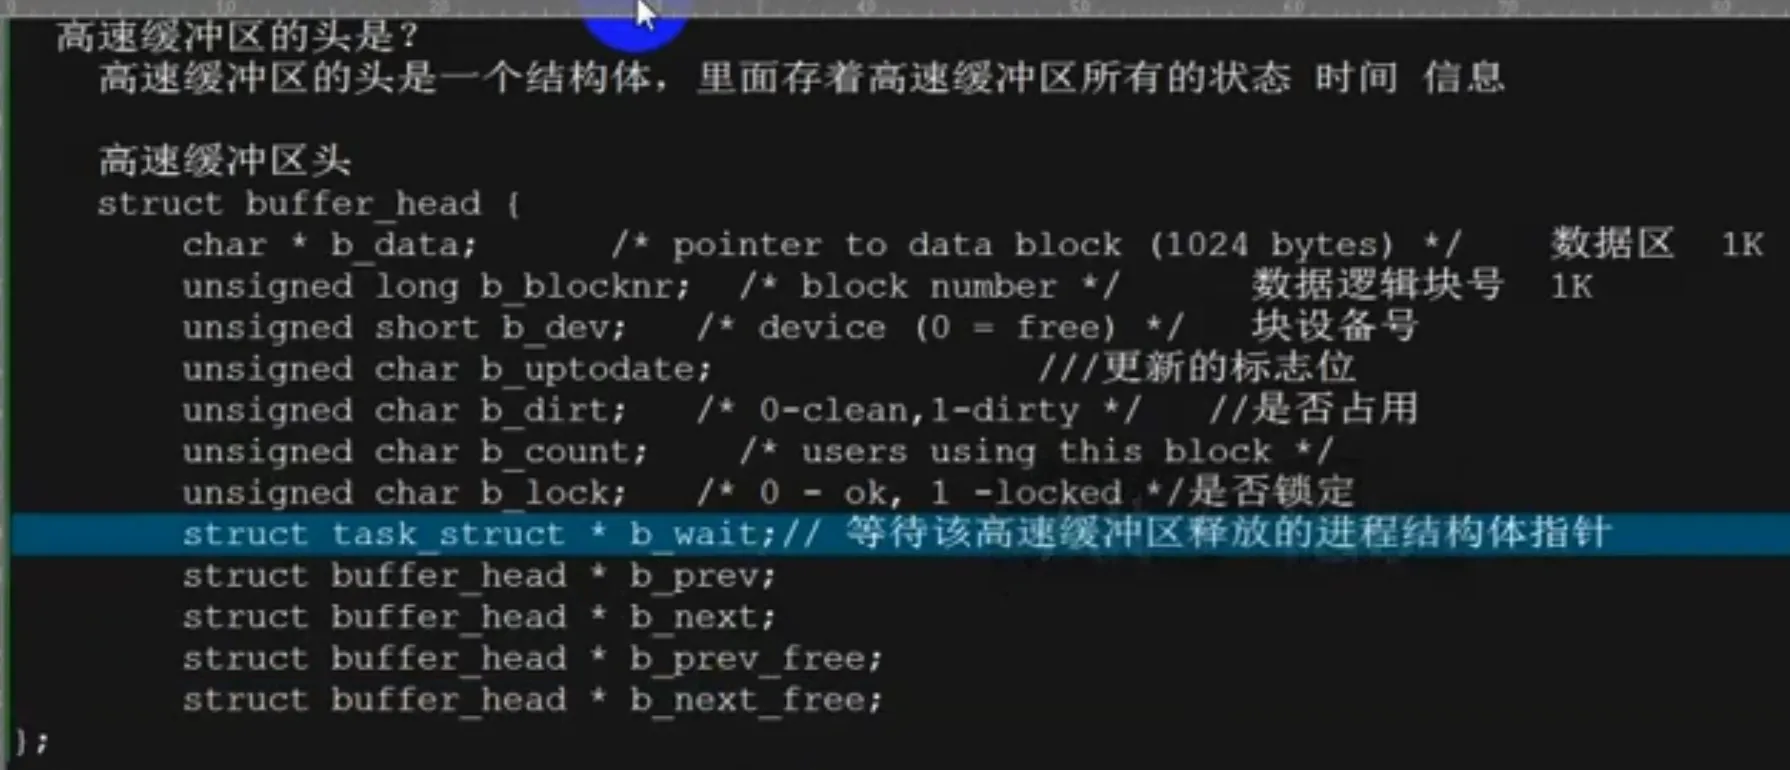 高速缓冲区的头是?
高速缓冲区的头是一个结构体，里面存着高速缓冲区所有的状态 时间 信息
高速缓冲区头
struct buffer_head {
char * b_data; /* pointer to data block (1024 bytes) */ 数据区 1K
unsigned long b_blocknr; /* block number */ 数据逻辑块号 1K
unsigned short b_dev; /* device (0 = free) */ 块设备号
unsigned char b_uptodate; ///更新的标志位
unsigned char b_dirt; /* 0-clean,1-dirty */ //是否占用
unsigned char b_count; /* users using this block */
unsigned char b_lock; /* 0 - ok, 1 -locked */是否锁定
struct task_struct * b_wait;// 等待该高速缓冲区释放的进程结构体指针
struct buffer_head * b_prev;
struct buffer_head * b_next;
struct buffer_head * b_prev_free;
struct buffer_head * b_next_free;
};